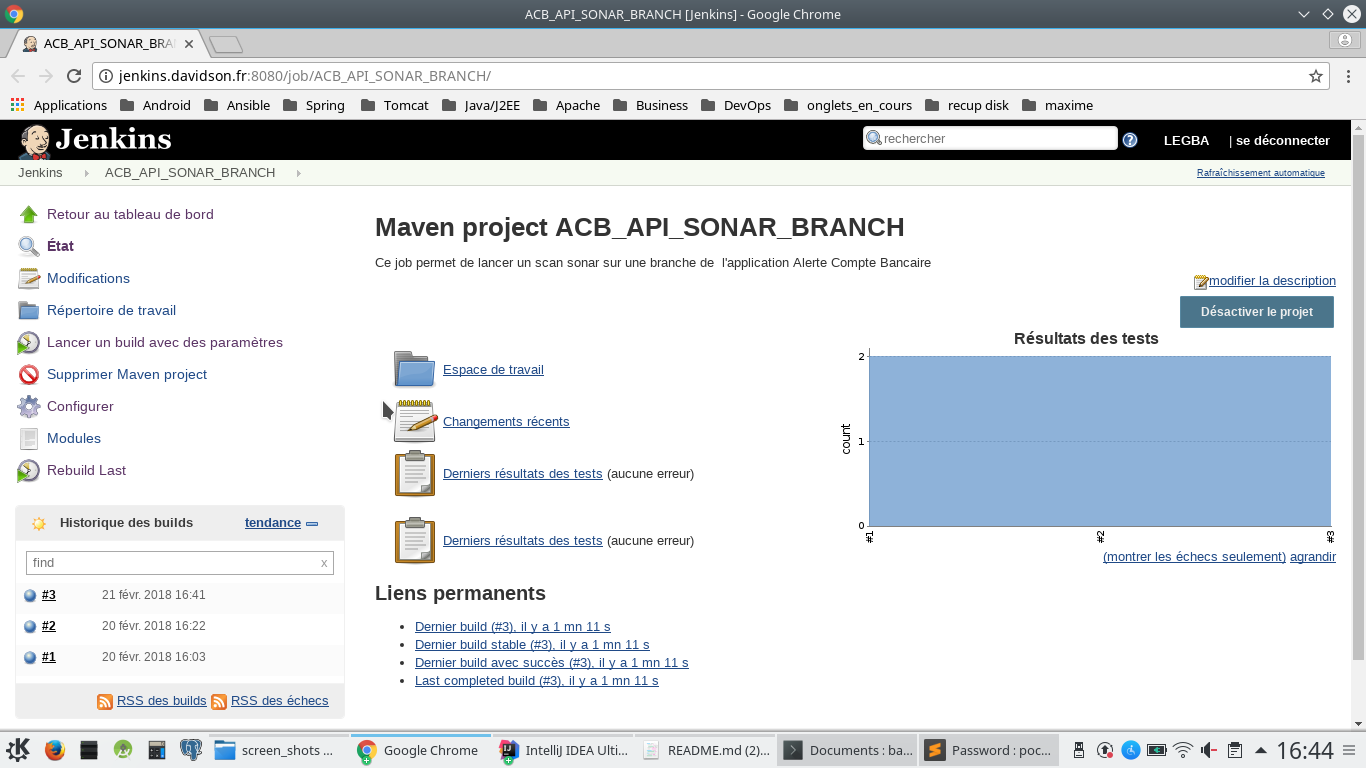 ACB_API_SONAR_BRANCH [Jenkins] - Google Chrome
ACB_API_SONAR_BRA
jenkins.davidson.fr:8080/job/ACB_API_SONAR_BRANCH/
Applications Android Ansible Spring Tomcat Java/J2EE Apache Business DevOps onglets_en_cours recup disk maxime
Jenkins rechercher ? LEGBA | se déconnecter
Jenkins ACB_API_SONAR_BRANCH Rafraîchissement automatique
Retour au tableau de bord
État
Modifications
Répertoire de travail
Lancer un build avec des paramètres
Supprimer Maven project
Configurer
Modules
Rebuild Last
Historique des builds tendance
find x
#3 21 févr. 2018 16:41
#2 20 févr. 2018 16:22
#1 20 févr. 2018 16:03
RSS des builds RSS des échecs
Maven project ACB_API_SONAR_BRANCH
Ce job permet de lancer un scan sonar sur une branche de l'application Alerte Compte Bancaire
modifier la description
Désactiver le projet
Espace de travail
Changements récents
Derniers résultats des tests (aucune erreur)
Derniers résultats des tests (aucune erreur)
Résultats des tests
2
1
0
count
#1 #2 #3
(montrer les échecs seulement) agrandir
Liens permanents
Dernier build (#3), il y a 1 mn 11 s
Dernier build stable (#3), il y a 1 mn 11 s
Dernier build avec succès (#3), il y a 1 mn 11 s
Last completed build (#3), il y a 1 mn 11 s
screen_shots ... Google Chrome IntelliJ IDEA Ulti... README.md (2)... Documents : ba... Password : poc... 16:44